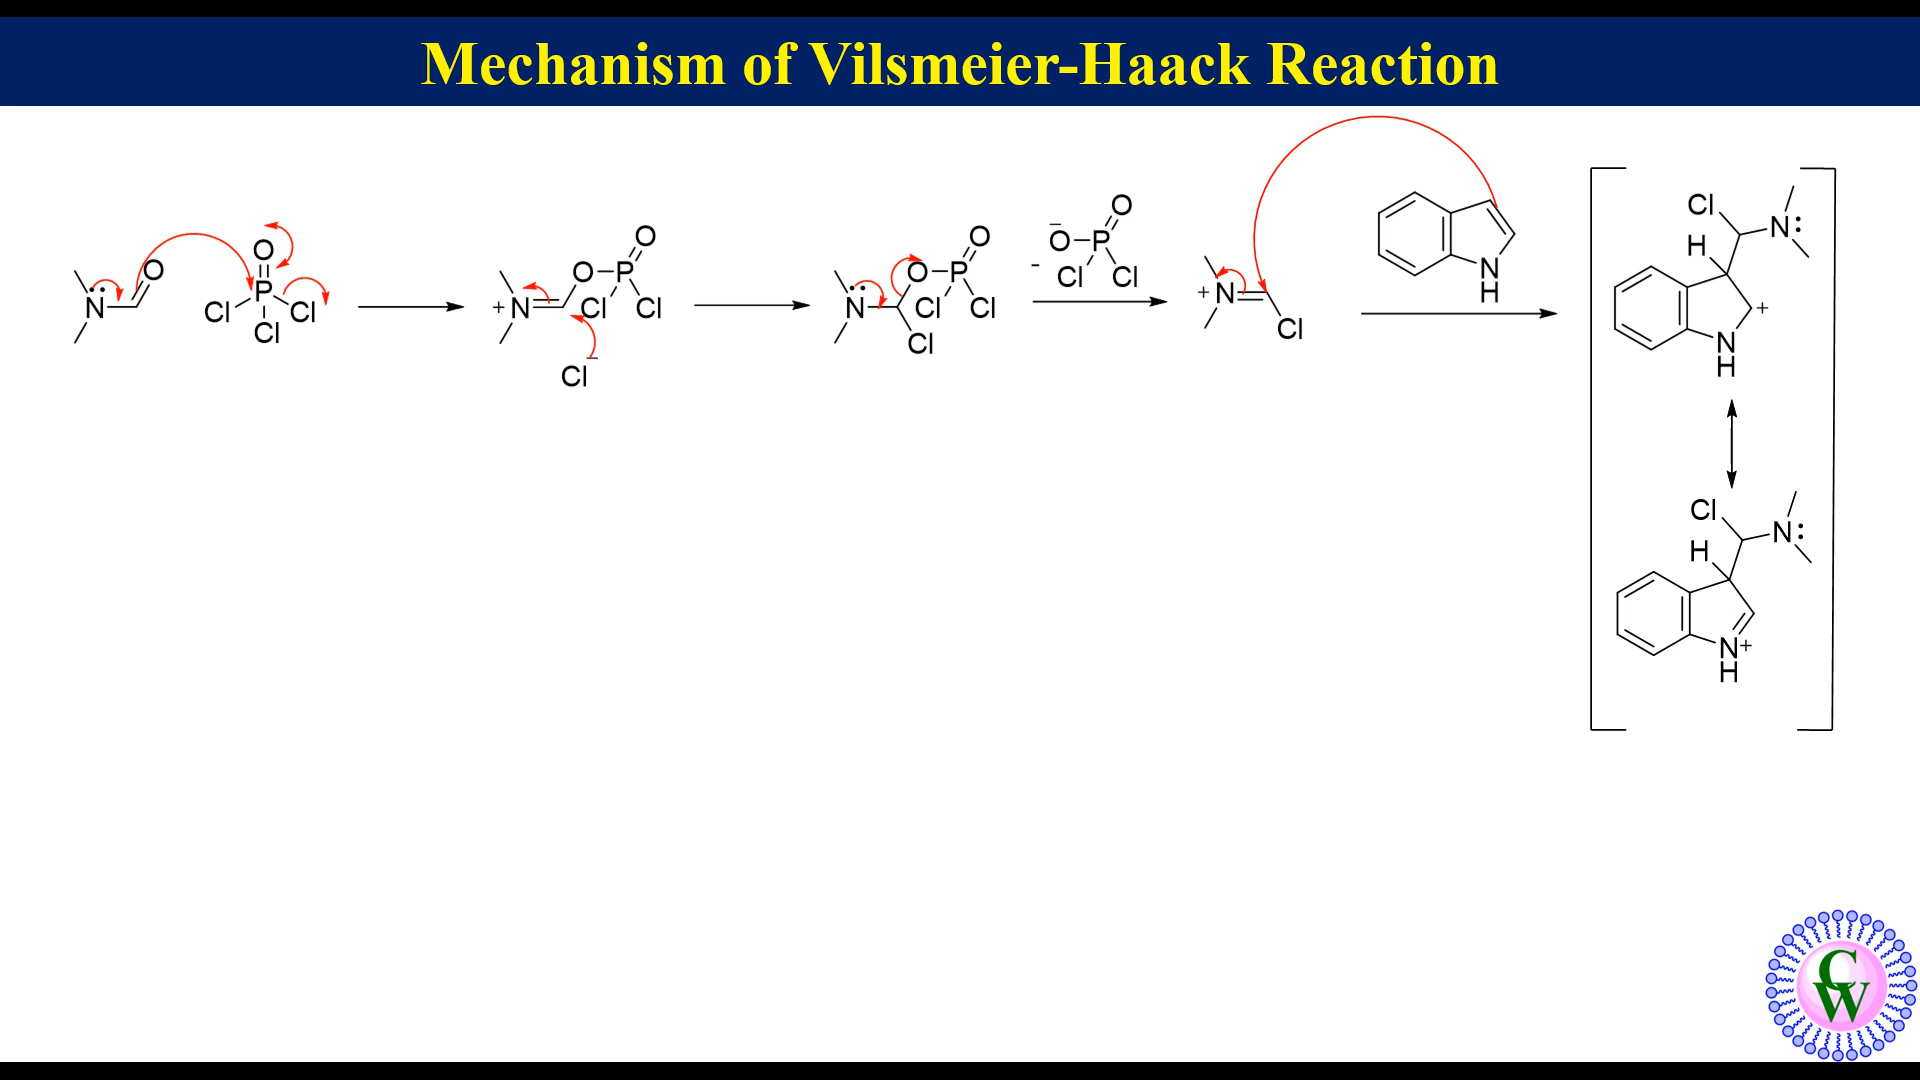 Mechanism of Vilsmeier-Haack Reaction
N O
O
P
Cl Cl
Cl
+ N O P O
Cl Cl
Cl −
N O P O
Cl Cl
Cl
− O P O
Cl Cl
-
+ N
Cl
N
H
Cl N
H
+
N
H
Cl N
H
N +
H
CW